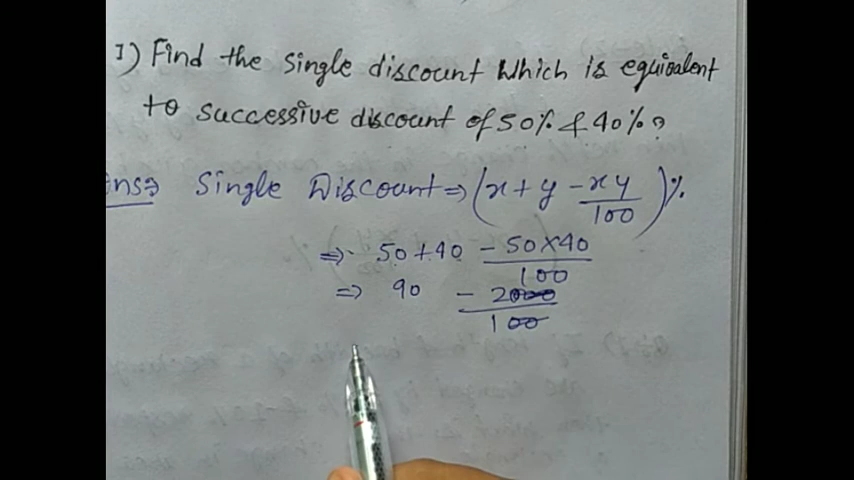 1) Find the single discount which is equivalent
to successive discount of 50% & 40%?
Ans⇒ Single Discount ⇒ (x + y - xy/100)%
⇒ 50 + 40 - 50×40/100
⇒ 90 - 2000/100